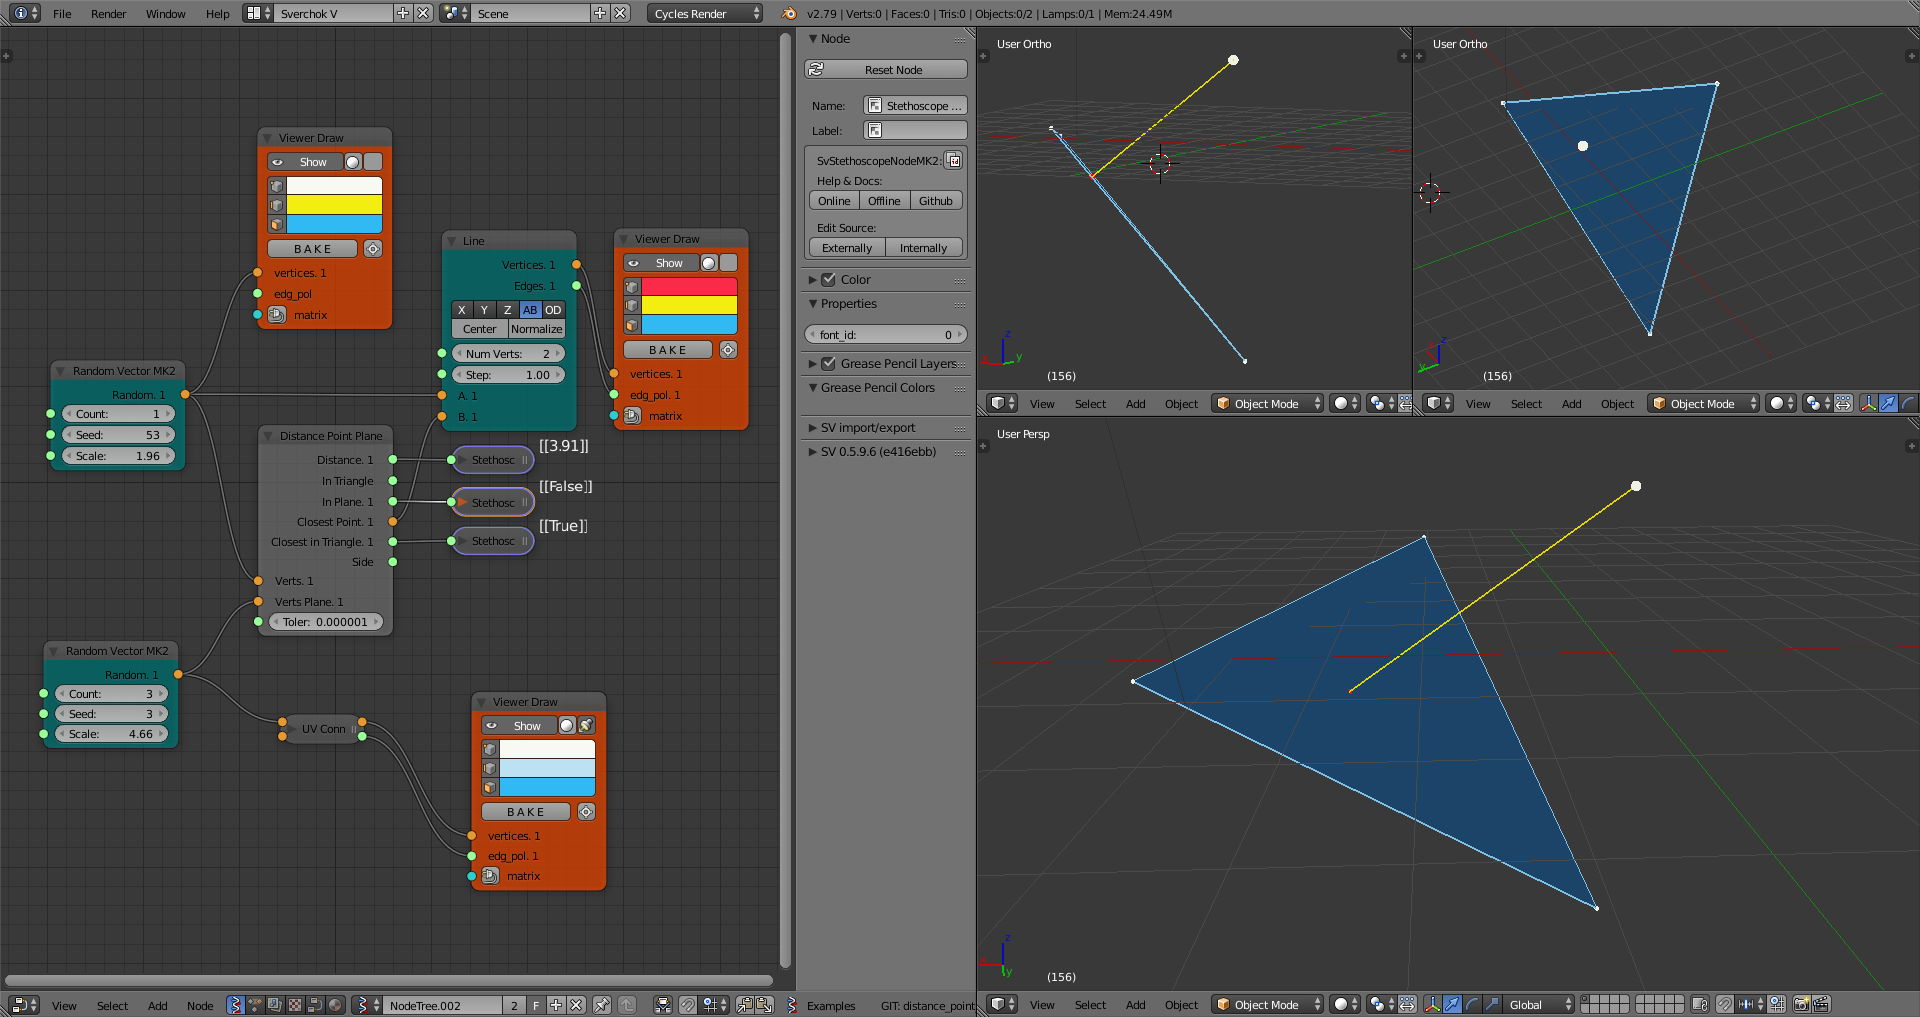 File Render Window Help Sverchok V Scene Cycles Render v2.79 | Verts:0 | Faces:0 | Tris:0 | Objects:0/2 | Lamps:0/1 | Mem:24.49M
Viewer Draw
Show
BAKE
vertices. 1
edg_pol
matrix
Random Vector MK2
Random. 1
Count: 1
Seed: 53
Scale: 1.96
Line
Vertices. 1
Edges. 1
X Y Z AB OD
Center Normalize
Num Verts: 2
Step: 1.00
A. 1
B. 1
Viewer Draw
Show
BAKE
vertices. 1
edg_pol. 1
matrix
Distance Point Plane
Distance. 1
In Triangle
In Plane. 1
Closest Point. 1
Closest in Triangle. 1
Side
Verts. 1
Verts Plane. 1
Toler: 0.000001
Stethosc [[3.91]]
Stethosc [[False]]
Stethosc [[True]]
Random Vector MK2
Random. 1
Count: 3
Seed: 3
Scale: 4.66
UV Conn
Viewer Draw
Show
BAKE
vertices. 1
edg_pol. 1
matrix
View Select Add Node NodeTree.002 2 F Examples GIT: distance_point
Node
Reset Node
Name: Stethoscope ...
Label:
SvStethoscopeNodeMK2:
Help & Docs:
Online Offline Github
Edit Source:
Externally Internally
Color
Properties
font_id: 0
Grease Pencil Layers
Grease Pencil Colors
SV import/export
SV 0.5.9.6 (e416ebb)
User Ortho
z
x
y
(156)
View Select Add Object Object Mode
User Ortho
z
y
(156)
View Select Add Object Object Mode
User Persp
z
x
y
(156)
View Select Add Object Object Mode Global